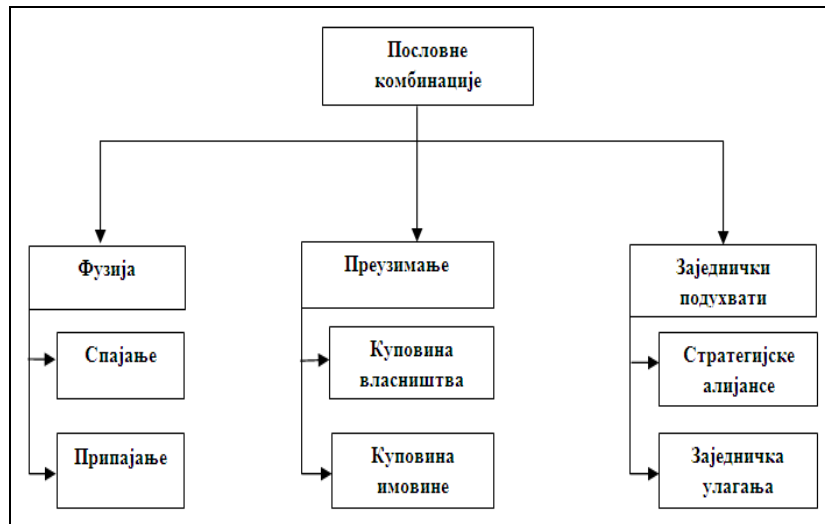 Пословне
комбинације
Фузија
Преузимање
Заједнички
подухвати
Спајање
Куповина
власништва
Стратегијске
алијансе
Припајање
Куповина
имовине
Заједничка
улагања